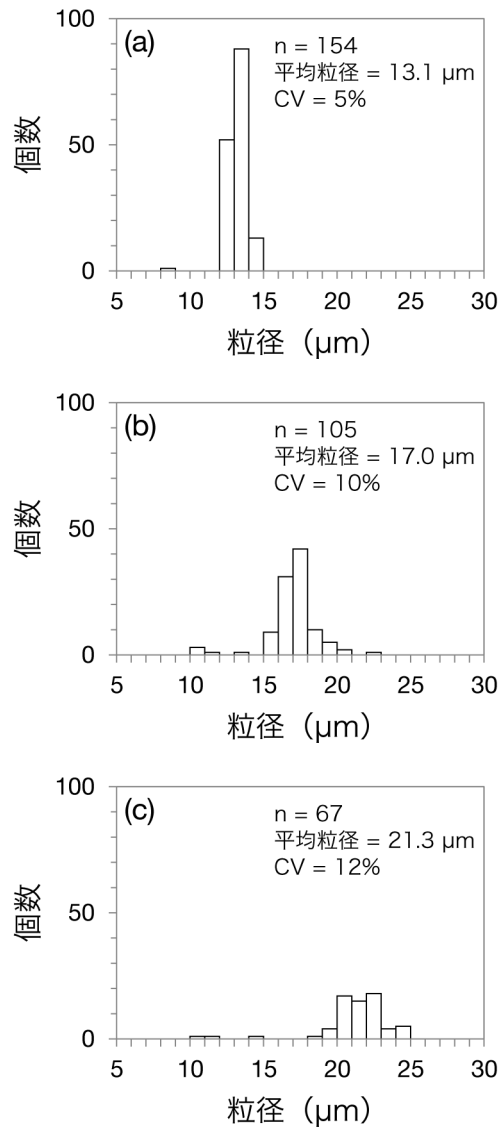 (a)
n = 154
平均粒径 = 13.1 μm
CV = 5%
100
50
0
個数
5 10 15 20 25 30
粒径（μm）
(b)
n = 105
平均粒径 = 17.0 μm
CV = 10%
100
50
0
個数
5 10 15 20 25 30
粒径（μm）
(c)
n = 67
平均粒径 = 21.3 μm
CV = 12%
100
50
0
個数
5 10 15 20 25 30
粒径（μm）